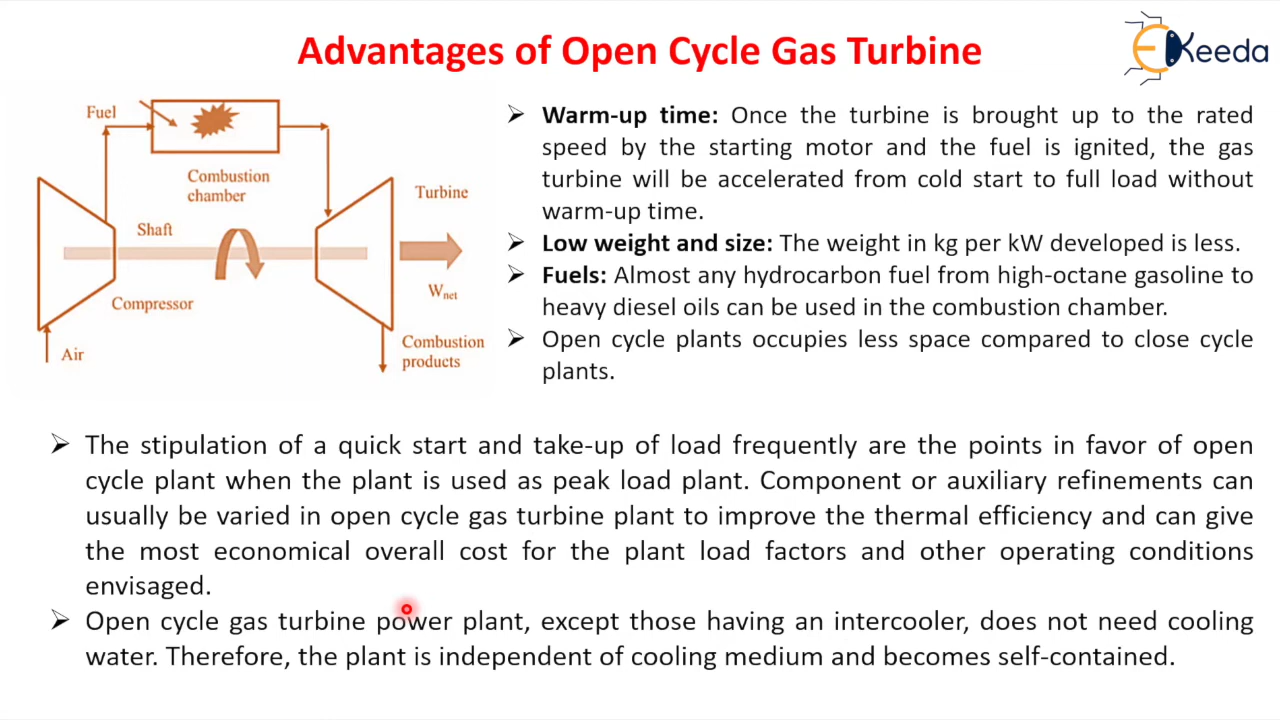 Advantages of Open Cycle Gas Turbine
EKeeda
Fuel
Combustion
chamber
Turbine
Shaft
Compressor
Wnet
Air
Combustion
products
➢ Warm-up time: Once the turbine is brought up to the rated
speed by the starting motor and the fuel is ignited, the gas
turbine will be accelerated from cold start to full load without
warm-up time.
➢ Low weight and size: The weight in kg per kW developed is less.
➢ Fuels: Almost any hydrocarbon fuel from high-octane gasoline to
heavy diesel oils can be used in the combustion chamber.
➢ Open cycle plants occupies less space compared to close cycle
plants.
➢ The stipulation of a quick start and take-up of load frequently are the points in favor of open
cycle plant when the plant is used as peak load plant. Component or auxiliary refinements can
usually be varied in open cycle gas turbine plant to improve the thermal efficiency and can give
the most economical overall cost for the plant load factors and other operating conditions
envisaged.
➢ Open cycle gas turbine power plant, except those having an intercooler, does not need cooling
water. Therefore, the plant is independent of cooling medium and becomes self-contained.